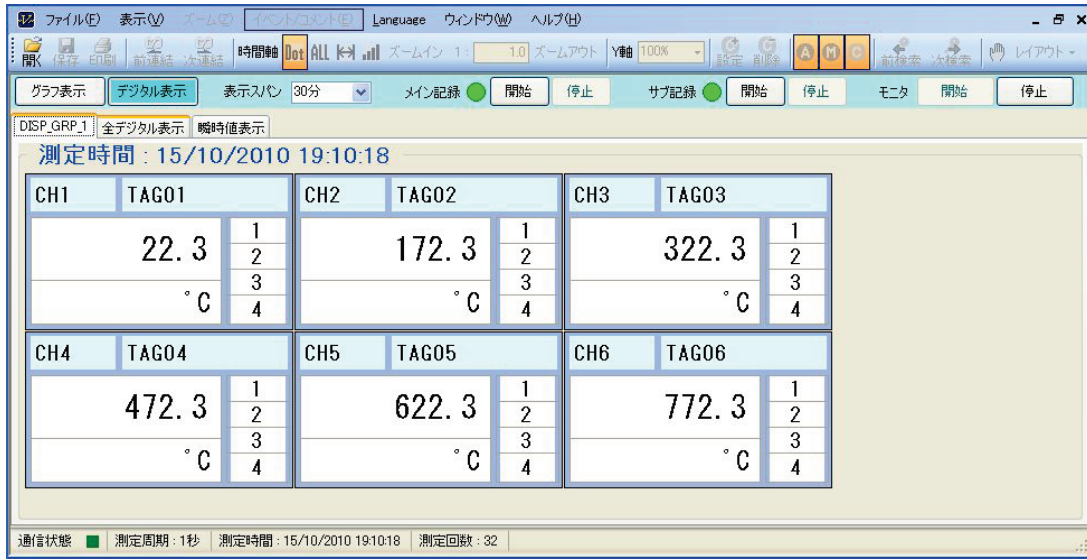 ファイル(F) 表示(V) ズーム(Z) イベント/コメント(E) Language ウィンドウ(W) ヘルプ(H)
開く 保存 印刷 前連結 次連結 時間軸 Dot ALL ズームイン 1: 1.0 ズームアウト Y軸 100% 設定 削除 A M C 前検索 次検索 レイアウト
グラフ表示 デジタル表示 表示スパン 30分 メイン記録 開始 停止 サブ記録 開始 停止 モニタ 開始 停止
DISP_GRP_1 全デジタル表示 瞬時値表示
測定時間 : 15/10/2010 19:10:18
CH1 TAG01 CH2 TAG02 CH3 TAG03
22.3 1 172.3 1 322.3 1
2 2 2
3 3 3
°C 4 °C 4 °C 4
CH4 TAG04 CH5 TAG05 CH6 TAG06
472.3 1 622.3 1 772.3 1
2 2 2
3 3 3
°C 4 °C 4 °C 4
通信状態 測定周期 : 1秒 測定時間 : 15/10/2010 19:10:18 測定回数 : 32